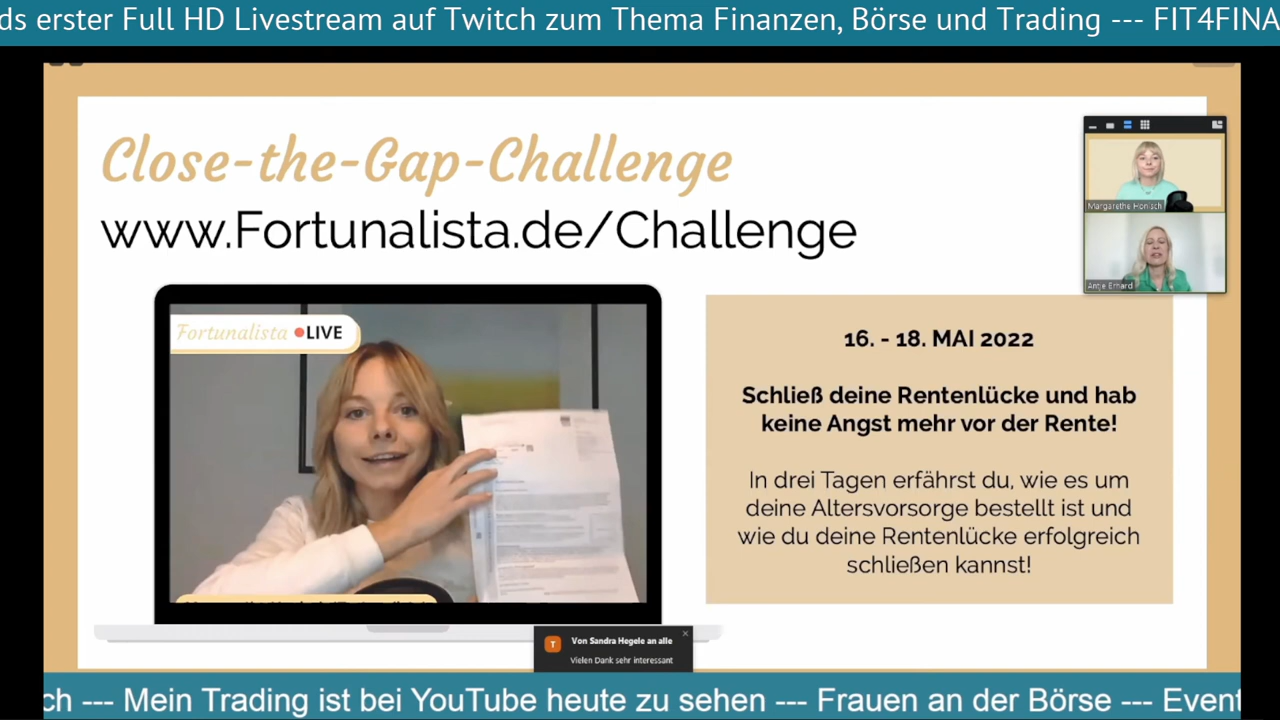 ds erster Full HD Livestream auf Twitch zum Thema Finanzen, Börse und Trading --- FIT4FINA
Close-the-Gap-Challenge
www.Fortunalista.de/Challenge
Margarethe Honisch
Antje Erhard
Fortunalista LIVE
16. - 18. MAI 2022
Schließ deine Rentenlücke und hab
keine Angst mehr vor der Rente!
In drei Tagen erfährst du, wie es um
deine Altersvorsorge bestellt ist und
wie du deine Rentenlücke erfolgreich
schließen kannst!
T
Von Sandra Hegele an alle
Vielen Dank sehr interessant
ch --- Mein Trading ist bei YouTube heute zu sehen --- Frauen an der Börse --- Event